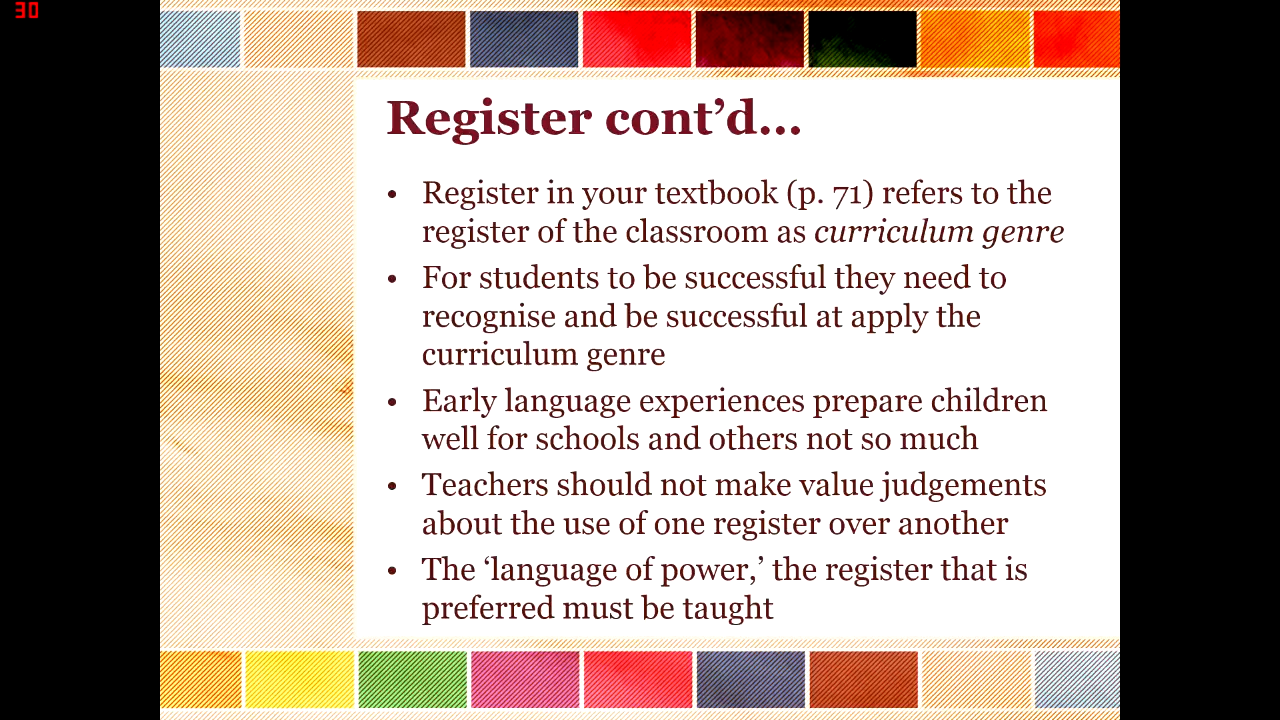 30
Register cont’d...
• Register in your textbook (p. 71) refers to the
register of the classroom as curriculum genre
• For students to be successful they need to
recognise and be successful at apply the
curriculum genre
• Early language experiences prepare children
well for schools and others not so much
• Teachers should not make value judgements
about the use of one register over another
• The ‘language of power,’ the register that is
preferred must be taught